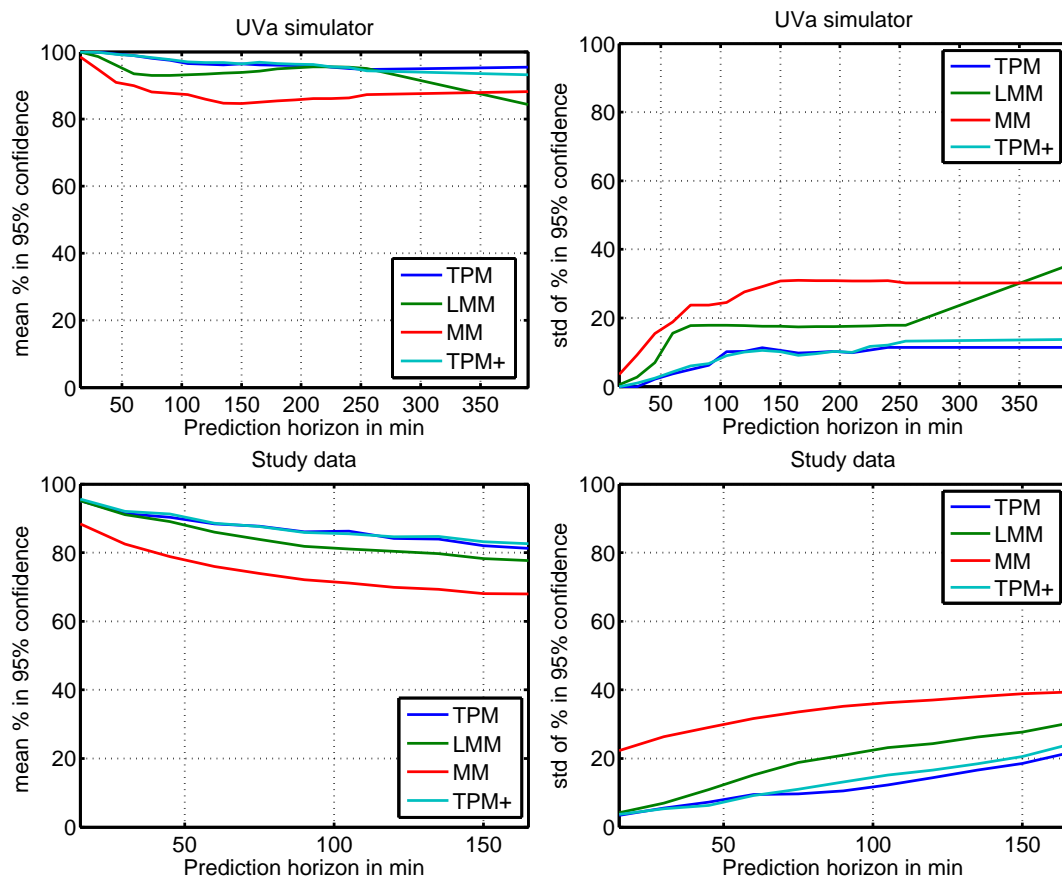 UVa simulator
mean % in 95% confidence
100
80
60
40
20
0
50 100 150 200 250 300 350
Prediction horizon in min
TPM
LMM
MM
TPM+
UVa simulator
std of % in 95% confidence
100
80
60
40
20
0
50 100 150 200 250 300 350
Prediction horizon in min
TPM
LMM
MM
TPM+
Study data
mean % in 95% confidence
100
80
60
40
20
0
50 100 150
Prediction horizon in min
TPM
LMM
MM
TPM+
Study data
std of % in 95% confidence
100
80
60
40
20
0
50 100 150
Prediction horizon in min
TPM
LMM
MM
TPM+